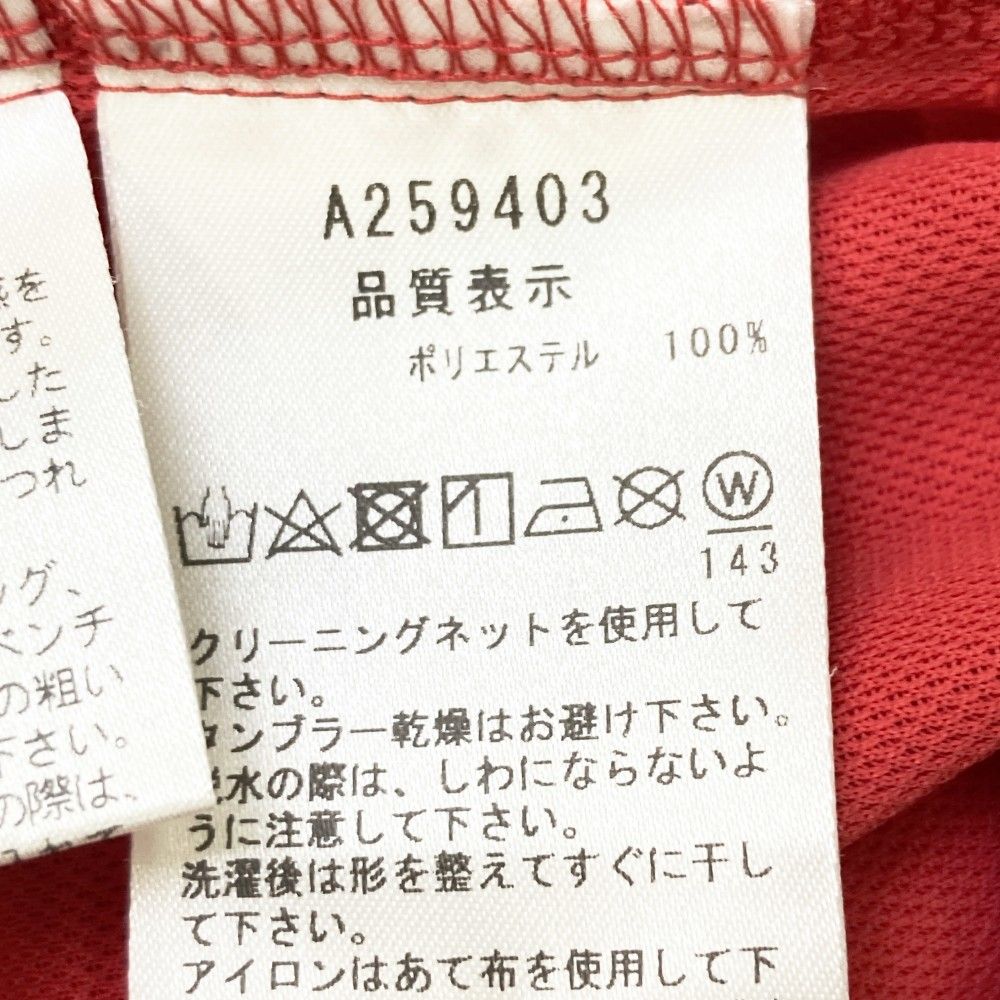 A259403
品質表示
ポリエステル 100%
W
143
クリーニングネットを使用して
下さい。
タンブラー乾燥はお避け下さい。
脱水の際は、しわにならないよ
うに注意して下さい。
洗濯後は形を整えてすぐに干し
て下さい。
アイロンはあて布を使用して下
を
す。
した
しま
つれ
ッグ、
ベンチ
の粗い
下さい。
の際は、